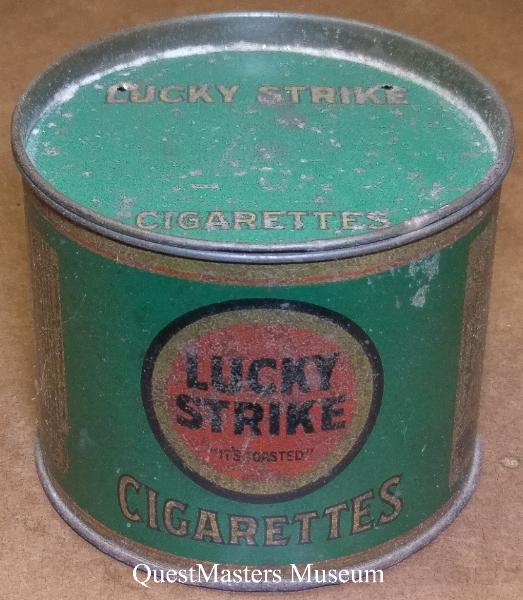 LUCKY STRIKE
CIGARETTES
LUCKY
STRIKE
"IT'S TOASTED"
CIGARETTES
QuestMasters Museum